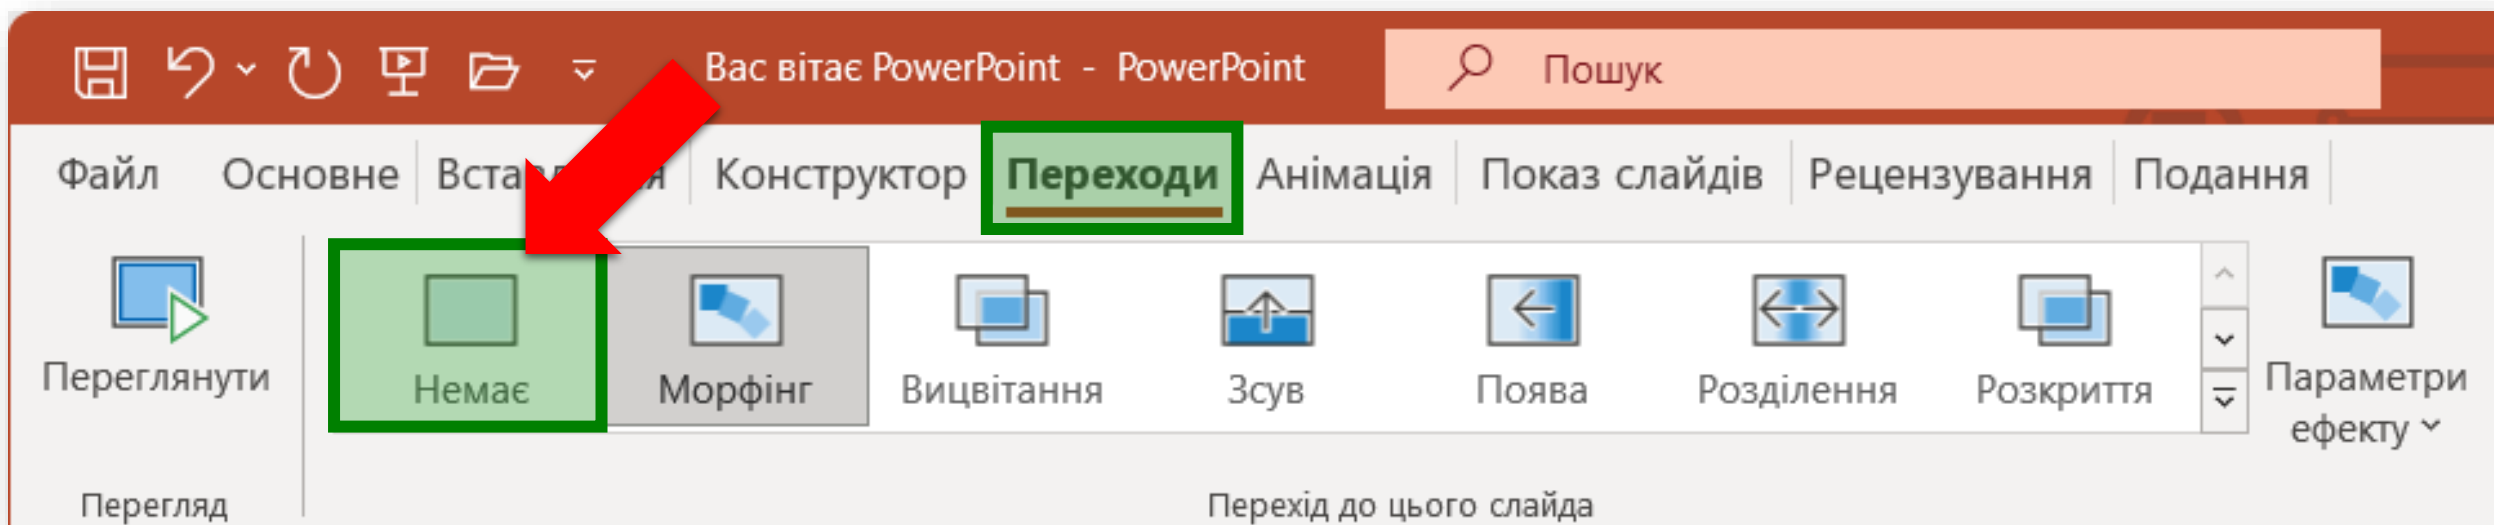 Вас вітає PowerPoint - PowerPoint
Пошук
Файл Основне Конструктор Переходи Анімація Показ слайдів Рецензування Подання
Переглянути Немає Морфінг Вицвітання Зсув Поява Розділення Розкриття Параметри
ефекту
Перегляд Перехід до цього слайда